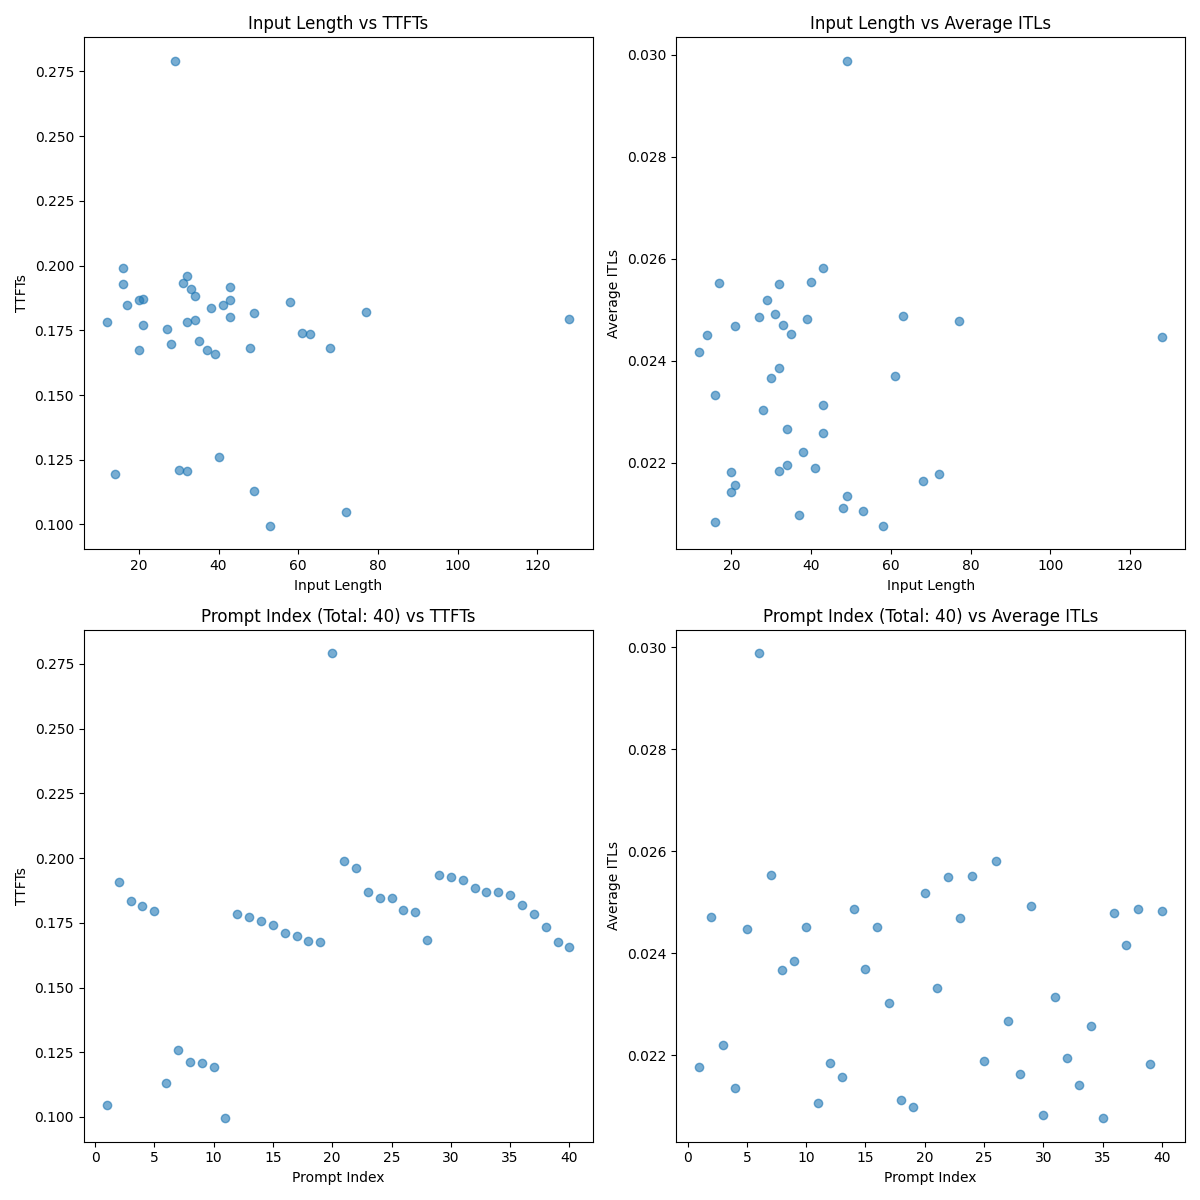 Input Length vs TTFTs
0.275
0.250
0.225
0.200
0.175
0.150
0.125
0.100
TTFTs
20 40 60 80 100 120
Input Length
Input Length vs Average ITLs
0.030
0.028
0.026
0.024
0.022
Average ITLs
20 40 60 80 100 120
Input Length
Prompt Index (Total: 40) vs TTFTs
0.275
0.250
0.225
0.200
0.175
0.150
0.125
0.100
TTFTs
0 5 10 15 20 25 30 35 40
Prompt Index
Prompt Index (Total: 40) vs Average ITLs
0.030
0.028
0.026
0.024
0.022
Average ITLs
0 5 10 15 20 25 30 35 40
Prompt Index